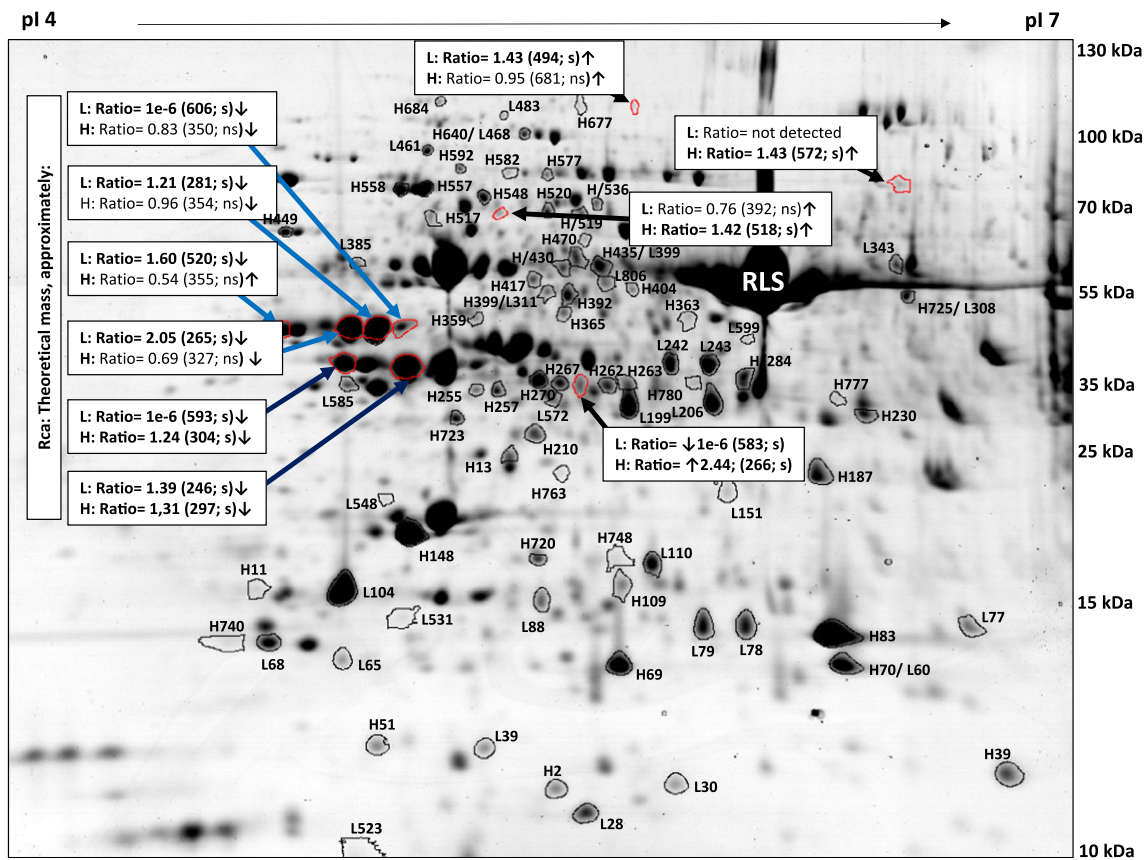 pI 4
pI 7
130 kDa
L: Ratio= 1.43 (494; s)↑
H: Ratio= 0.95 (681; ns)↑
L: Ratio= 1e-6 (606; s)↓
H: Ratio= 0.83 (350; ns)↓
H684
L483
H677
100 kDa
L: Ratio= not detected
H: Ratio= 1.43 (572; s)↑
H640/ L468
L461
H592
H582
H577
Rca: Theoretical mass, approximately:
L: Ratio= 1.21 (281; s)↓
H: Ratio= 0.96 (354; ns)↓
H558
H557
H548
H520
H/536
70 kDa
L: Ratio= 0.76 (392; ns)↑
H: Ratio= 1.42 (518; s)↑
H449
H517
H/519
H470
L385
H/430
H435/ L399
L343
L: Ratio= 1.60 (520; s)↓
H: Ratio= 0.54 (355; ns)↑
H417
L806
H404
RLS
55 kDa
H399/L311
H392
H363
H725/ L308
H359
H365
L599
L: Ratio= 2.05 (265; s)↓
H: Ratio= 0.69 (327; ns) ↓
L242
L243
H/284
H267
H262
H263
35 kDa
L585
H255
H257
H270
H780
H777
L572
L199
L206
H230
L: Ratio= 1e-6 (593; s)↓
H: Ratio= 1.24 (304; s)↓
H723
L: Ratio= ↓1e-6 (583; s)
H: Ratio= ↑2.44; (266; s)
H210
25 kDa
H13
H763
H187
L: Ratio= 1.39 (246; s)↓
H: Ratio= 1,31 (297; s)↓
L548
L151
H148
H720
H748
L110
H11
L104
H109
15 kDa
L531
L88
L77
H740
L68
L65
L79
L78
H83
H69
H70/ L60
H51
L39
H39
H2
L30
L28
L523
10 kDa